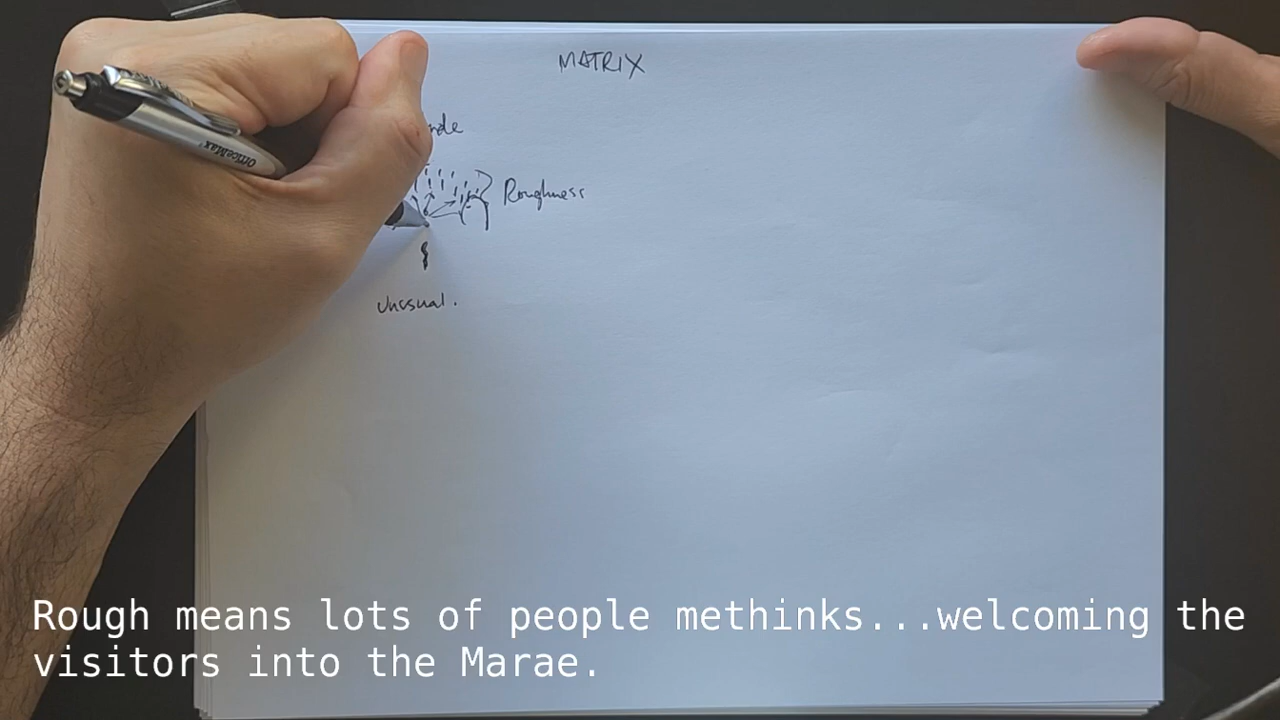 MATRIX
Roughness
unusual.
OfficeMax
Rough means lots of people methinks...welcoming the
visitors into the Marae.